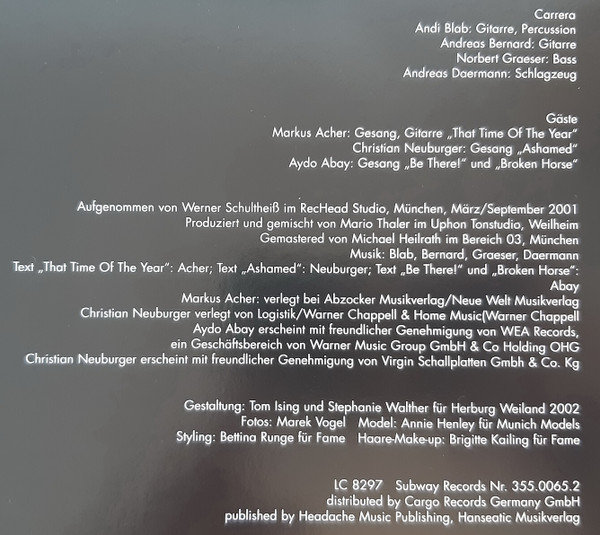 Carrera
Andi Blab: Gitarre, Percussion
Andreas Bernard: Gitarre
Norbert Graeser: Bass
Andreas Daermann: Schlagzeug
Gäste
Markus Acher: Gesang, Gitarre „That Time Of The Year“
Christian Neuburger: Gesang „Ashamed“
Aydo Abay: Gesang „Be There!“ und „Broken Horse“
Aufgenommen von Werner Schultheiß im RecHead Studio, München, März/September 2001
Produziert und gemischt von Mario Thaler im Uphon Tonstudio, Weilheim
Gemastered von Michael Heilrath im Bereich 03, München
Musik: Blab, Bernard, Graeser, Daermann
Text „That Time Of The Year“: Acher; Text „Ashamed“: Neuburger; Text „Be There!“ und „Broken Horse“:
Abay
Markus Acher: verlegt bei Abzocker Musikverlag/Neue Welt Musikverlag
Christian Neuburger verlegt von Logistik/Warner Chappell & Home Music(Warner Chappell
Aydo Abay erscheint mit freundlicher Genehmigung von WEA Records,
ein Geschäftsbereich von Warner Music Group GmbH & Co Holding OHG
Christian Neuburger erscheint mit freundlicher Genehmigung von Virgin Schallplatten Gmbh & Co. Kg
Gestaltung: Tom Ising und Stephanie Walther für Herburg Weiland 2002
Fotos: Marek Vogel Model: Annie Henley für Munich Models
Styling: Bettina Runge für Fame Haare-Make-up: Brigitte Kailing für Fame
LC 8297 Subway Records Nr. 355.0065.2
distributed by Cargo Records Germany GmbH
published by Headache Music Publishing, Hanseatic Musikverlag